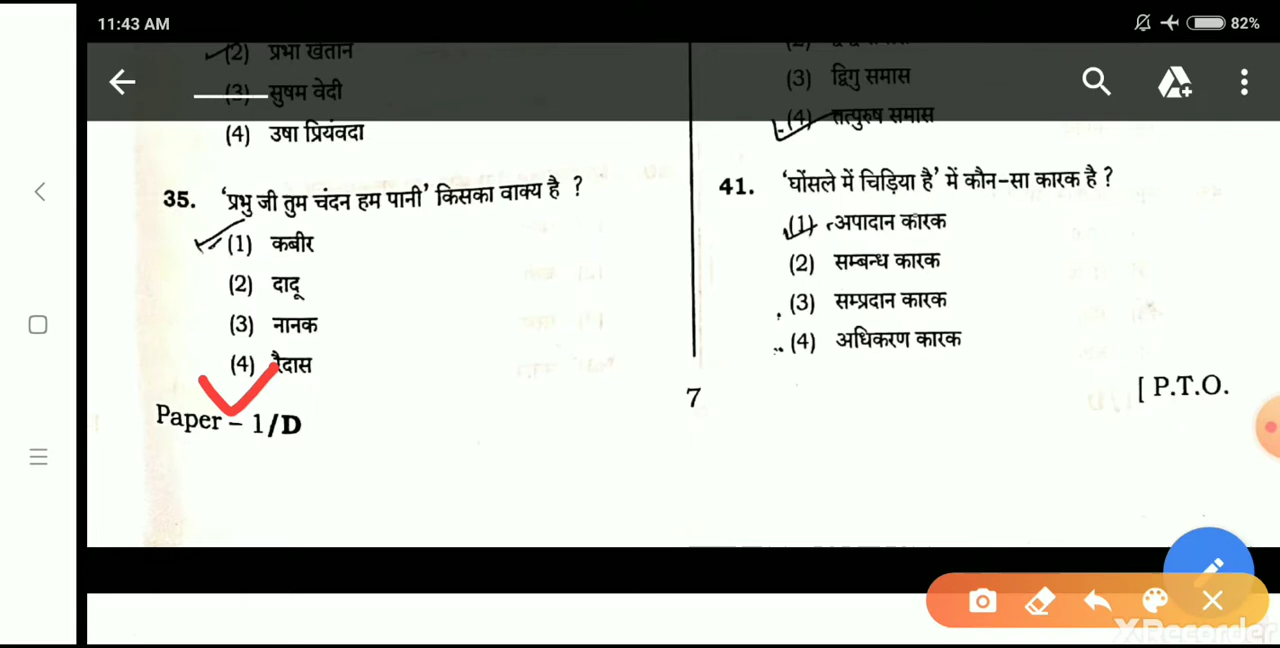 11:43 AM
82%
(2) प्रभा खेतान
(3) सुषम वेदी
(4) उषा प्रियंवदा
35. 'प्रभु जी तुम चंदन हम पानी' किसका वाक्य है ?
(1) कबीर
(2) दादू
(3) नानक
(4) रैदास
Paper – 1/D
(3) द्विगु समास
(4) तत्पुरुष समास
41. 'घोंसले में चिड़िया है' में कौन-सा कारक है ?
(1) अपादान कारक
(2) सम्बन्ध कारक
(3) सम्प्रदान कारक
(4) अधिकरण कारक
7
[ P.T.O.
XRecorder